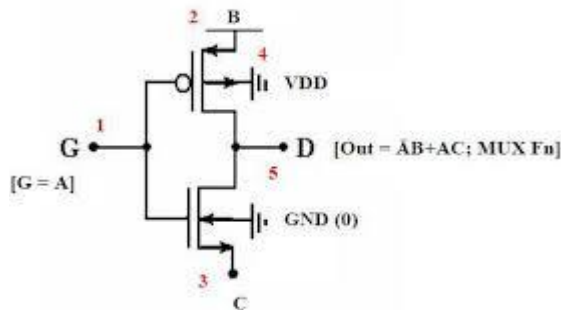 2
B
4
VDD
1
G
D [Out = ĀB+AC; MUX Fn]
5
[G = A]
GND (0)
3
C